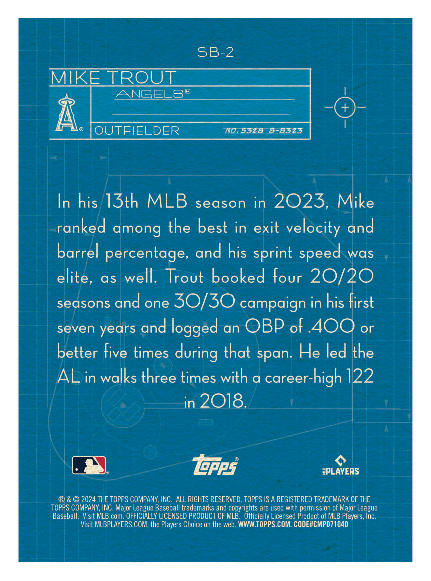 SB-2
MIKE TROUT
ANGELS®
A®
OUTFIELDER NO. 5328 B-8323
In his 13th MLB season in 2023, Mike
ranked among the best in exit velocity and
barrel percentage, and his sprint speed was
elite, as well. Trout booked four 20/20
seasons and one 30/30 campaign in his first
seven years and logged an OBP of .400 or
better five times during that span. He led the
AL in walks three times with a career-high 122
in 2018.
Topps® PLAYERS
® & © 2024 THE TOPPS COMPANY, INC. ALL RIGHTS RESERVED. TOPPS IS A REGISTERED TRADEMARK OF THE
TOPPS COMPANY, INC. Major League Baseball trademarks and copyrights are used with permission of Major League
Baseball. Visit MLB.com. OFFICIALLY LICENSED PRODUCT OF MLB. Officially Licensed Product of MLB Players, Inc.
Visit MLBPLAYERS.COM, the Players Choice on the web. WWW.TOPPS.COM. CODE#CMP071040